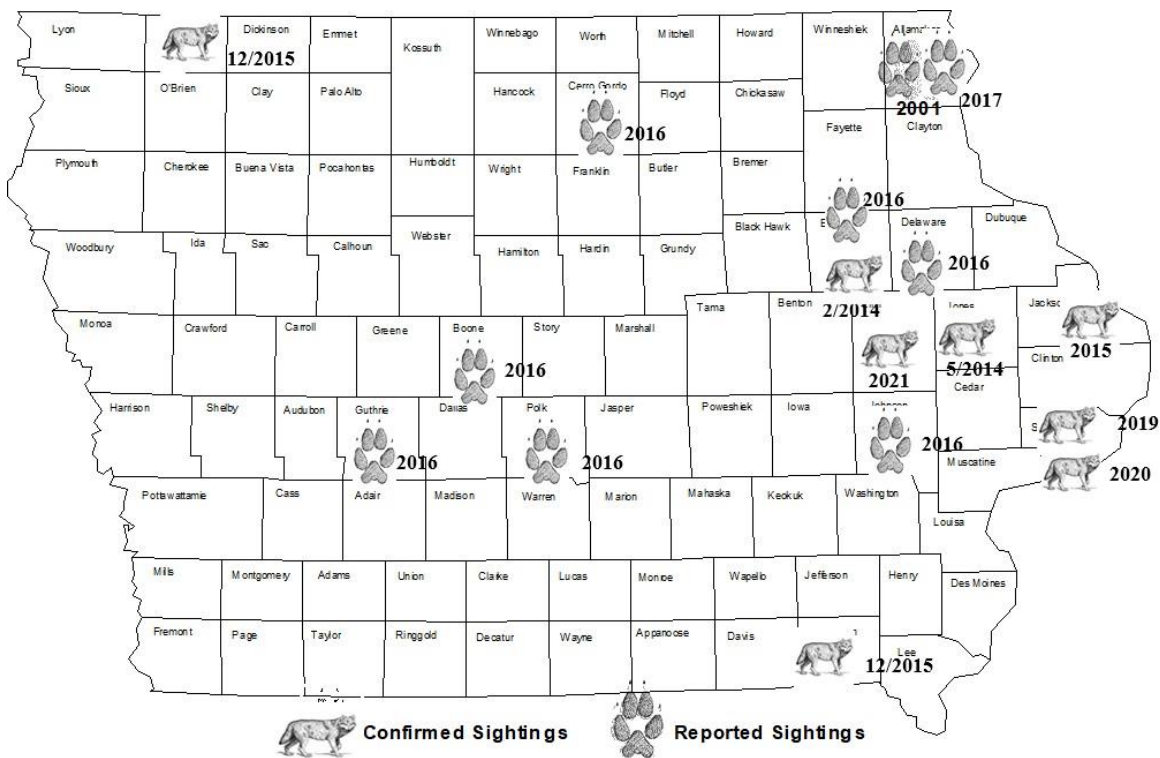 Lyon
Dickinson
Emmet
Kossuth
Winnebago
Worth
Mitchell
Howard
Winneshiek
12/2015
Sioux
O'Brien
Clay
Palo Alto
Hancock
Cerro Gordo
Floyd
Chickasaw
2001
2017
2016
Fayette
Clayton
Plymouth
Cherokee
Buena Vista
Pocahontas
Humboldt
Wright
Franklin
Butler
Bremer
2016
Black Hawk
Delaware
Dubuque
Woodbury
Ida
Sac
Calhoun
Webster
Hamilton
Hardin
Grundy
2016
Tama
Benton
2/2014
Monoa
Crawford
Carroll
Greene
Boone
Story
Marshall
2015
Clinton
2016
2021
5/2014
Cedar
Harrison
Shelby
Audubon
Guthrie
Dallas
Polk
Jasper
Poweshiek
Iowa
Johnson
2019
2016
2016
2016
Muscatine
2020
Pottawattamie
Cass
Adair
Madison
Warren
Marion
Mahaska
Keokuk
Washington
Louisa
Mills
Montgomery
Adams
Union
Clarke
Lucas
Monroe
Wapello
Jefferson
Henry
Des Moines
Fremont
Page
Taylor
Ringgold
Decatur
Wayne
Appanoose
Davis
Lee
12/2015
Confirmed Sightings
Reported Sightings